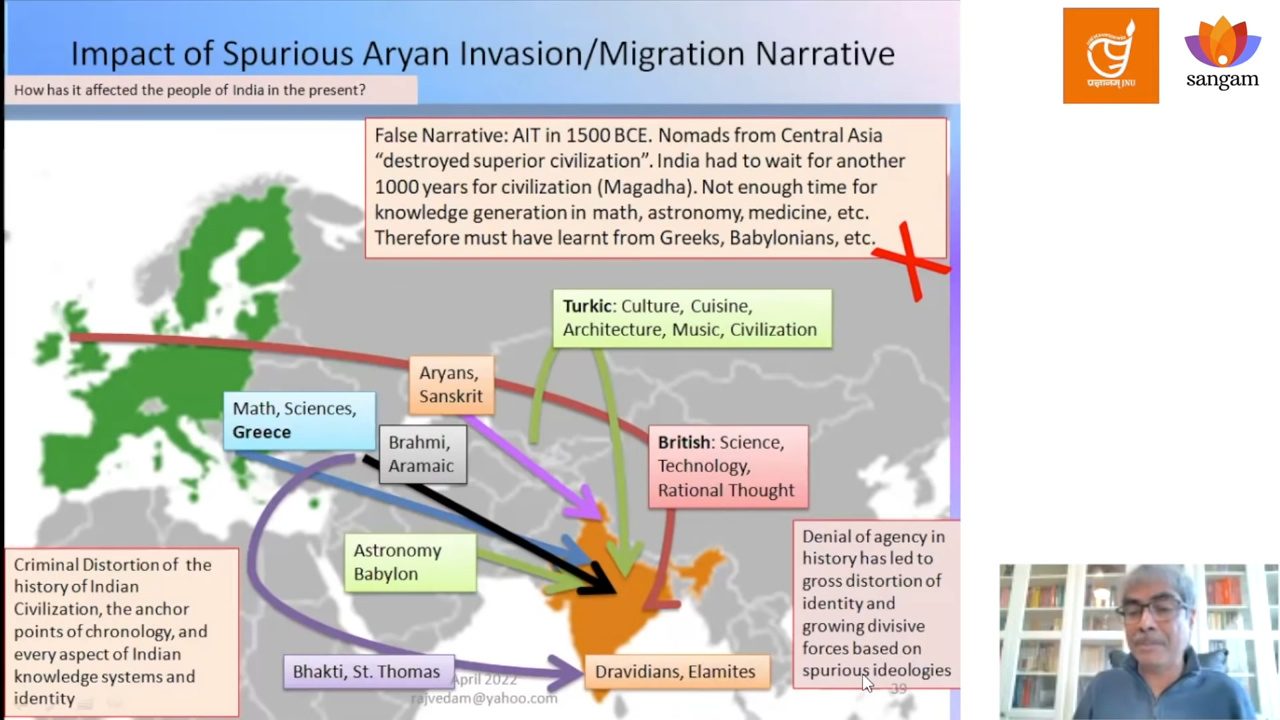 Impact of Spurious Aryan Invasion/Migration Narrative
How has it affected the people of India in the present?
False Narrative: AIT in 1500 BCE. Nomads from Central Asia
“destroyed superior civilization”. India had to wait for another
1000 years for civilization (Magadha). Not enough time for
knowledge generation in math, astronomy, medicine, etc.
Therefore must have learnt from Greeks, Babylonians, etc.
Turkic: Culture, Cuisine,
Architecture, Music, Civilization
Aryans,
Sanskrit
Math, Sciences,
Greece
Brahmi,
Aramaic
British: Science,
Technology,
Rational Thought
Astronomy
Babylon
Criminal Distortion of the
history of Indian
Civilization, the anchor
points of chronology, and
every aspect of Indian
knowledge systems and
identity
Denial of agency in
history has led to
gross distortion of
identity and
growing divisive
forces based on
spurious ideologies
Bhakti, St. Thomas
Dravidians, Elamites
April 2022
rajvedam@yahoo.com
39
JNU
sangam